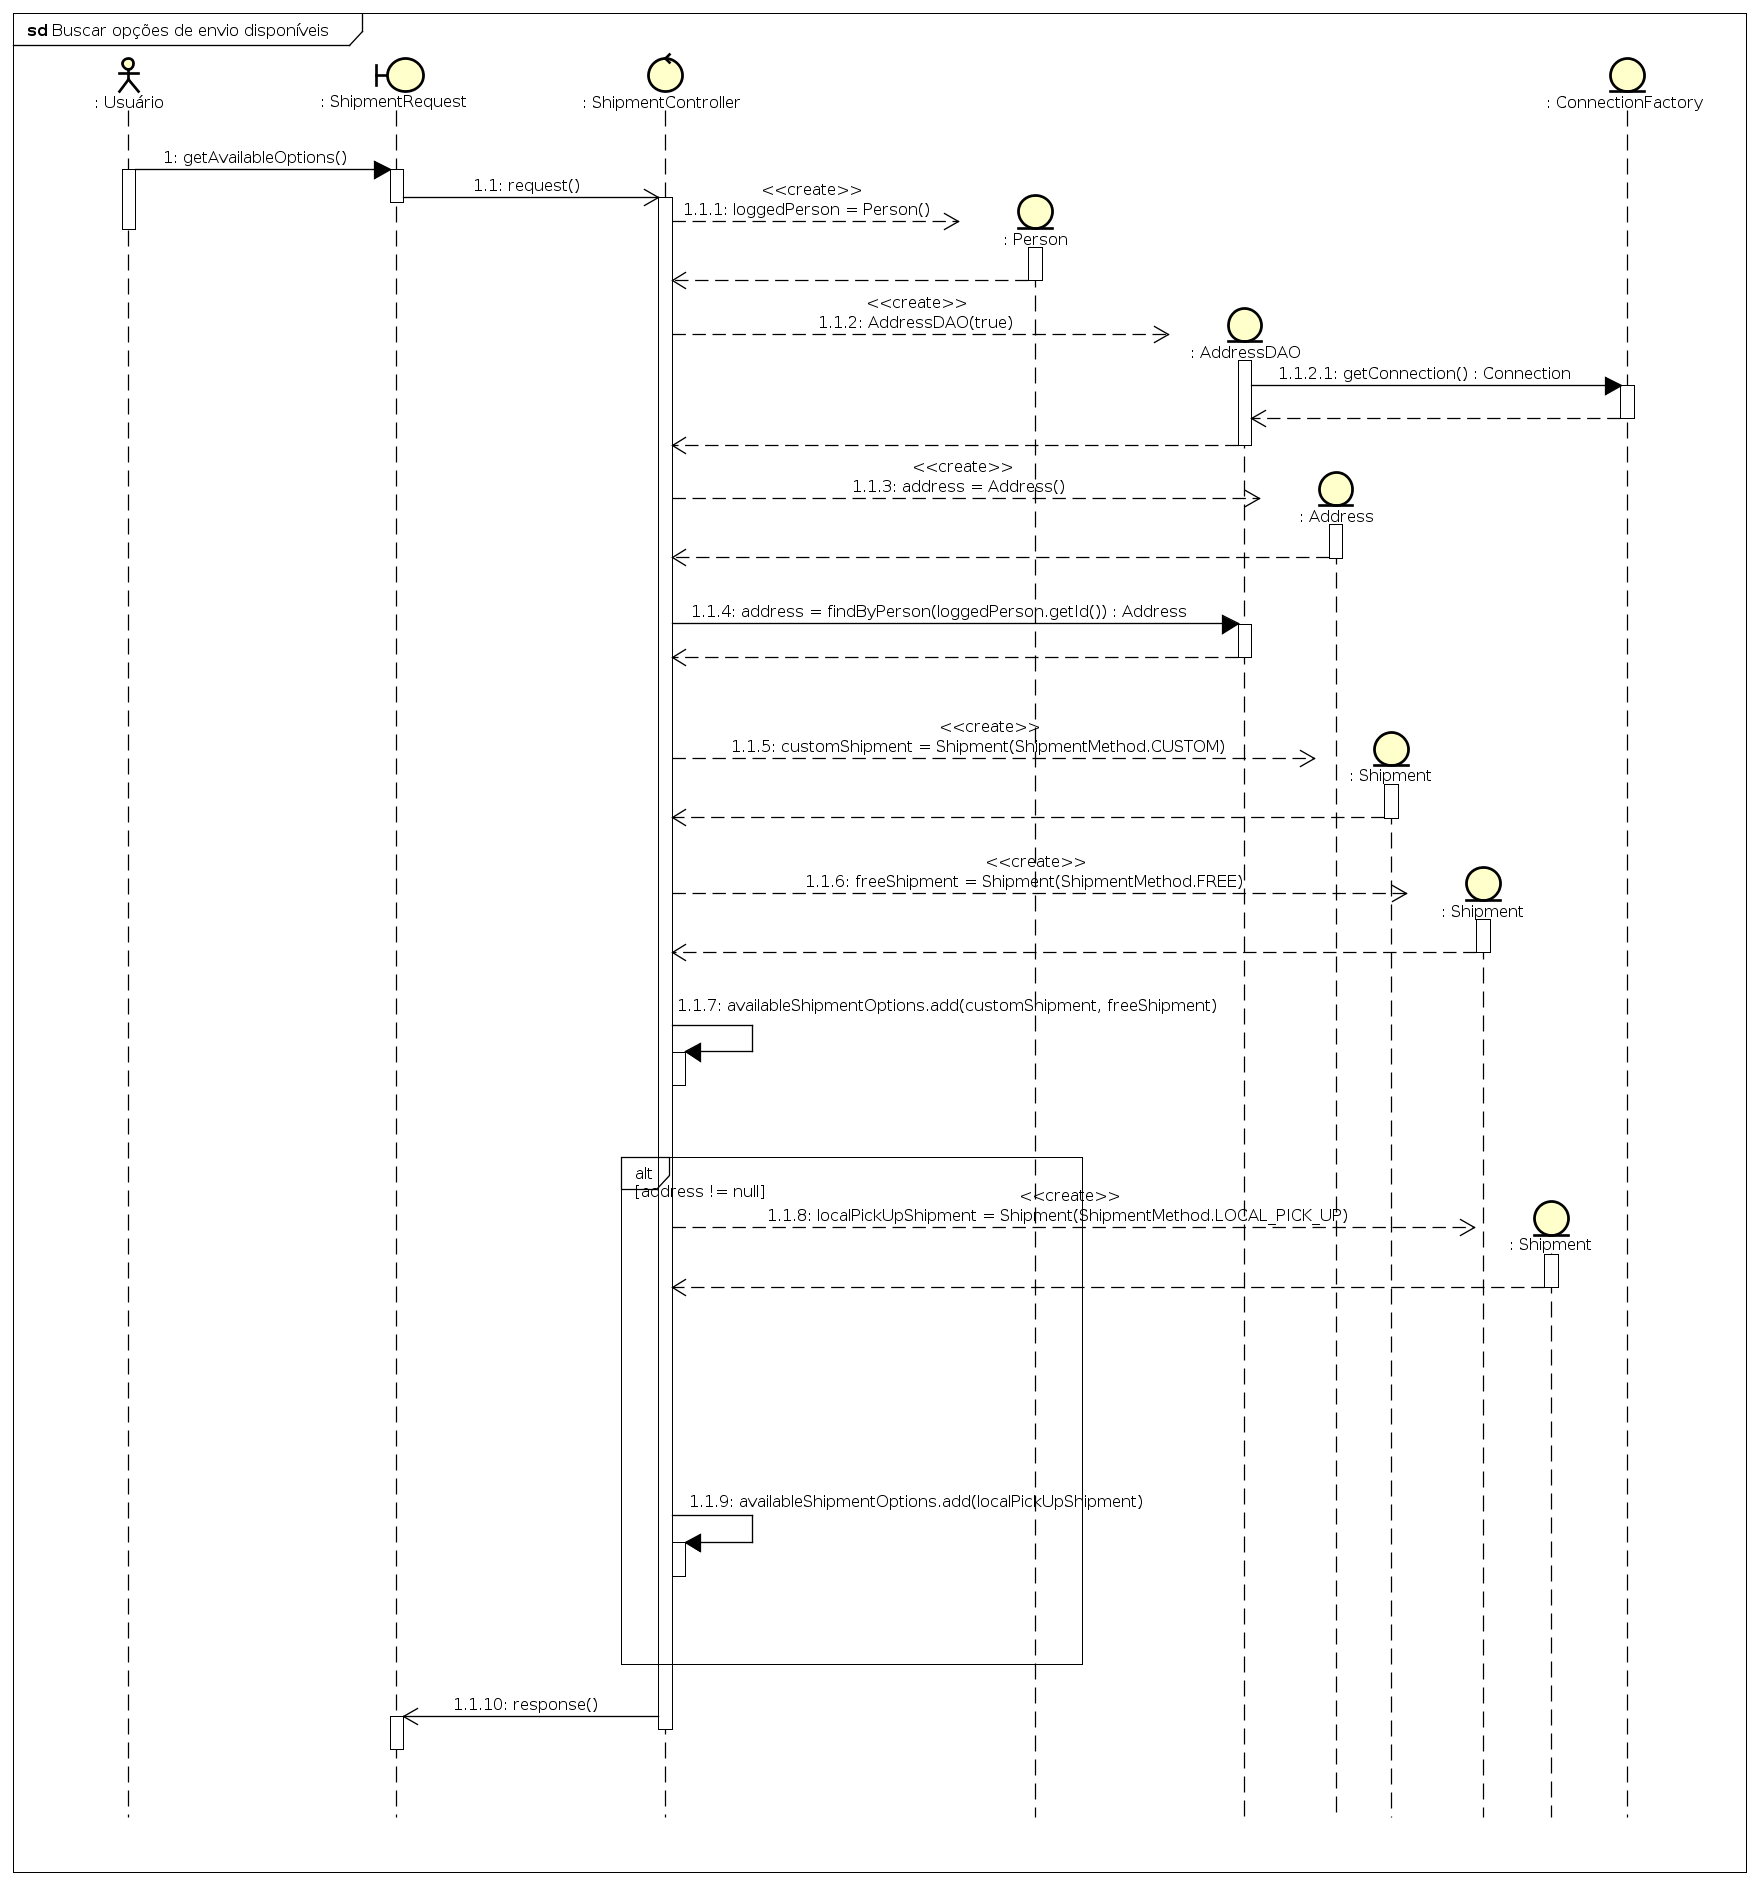 sd Buscar opções de envio disponíveis
: Usuário
: ShipmentRequest
: ShipmentController
: ConnectionFactory
1: getAvailableOptions()
1.1: request()
<<create>>
1.1.1: loggedPerson = Person()
: Person
<<create>>
1.1.2: AddressDAO(true)
: AddressDAO
1.1.2.1: getConnection() : Connection
<<create>>
1.1.3: address = Address()
: Address
1.1.4: address = findByPerson(loggedPerson.getId()) : Address
<<create>>
1.1.5: customShipment = Shipment(ShipmentMethod.CUSTOM)
: Shipment
<<create>>
1.1.6: freeShipment = Shipment(ShipmentMethod.FREE)
: Shipment
1.1.7: availableShipmentOptions.add(customShipment, freeShipment)
alt
[address != null]
<<create>>
1.1.8: localPickUpShipment = Shipment(ShipmentMethod.LOCAL_PICK_UP)
: Shipment
1.1.9: availableShipmentOptions.add(localPickUpShipment)
1.1.10: response()